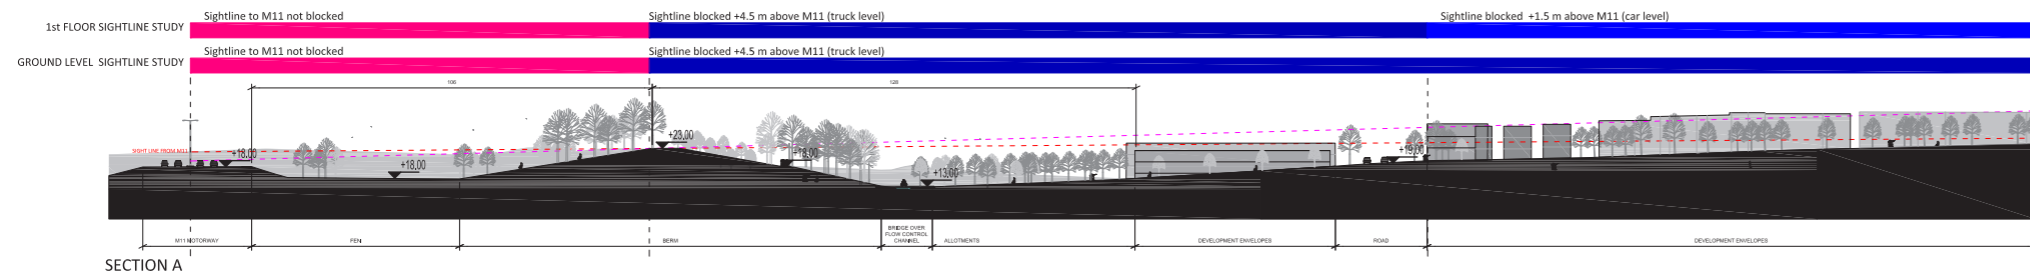 Sightline to M11 not blocked
Sightline blocked +4.5 m above M11 (truck level)
Sightline blocked +1.5 m above M11 (car level)
1st FLOOR SIGHTLINE STUDY
Sightline to M11 not blocked
Sightline blocked +4.5 m above M11 (truck level)
GROUND LEVEL SIGHTLINE STUDY
106
128
+23,00
SIGHT LINE FROM M11
+18,00
+18,00
+18,00
+13,00
+19,00
M11 MOTORWAY
FEN
BERM
BRIDGE OVER
FLOW CONTROL
CHANNEL
ALLOTMENTS
DEVELOPMENT ENVELOPES
ROAD
DEVELOPMENT ENVELOPES
SECTION A